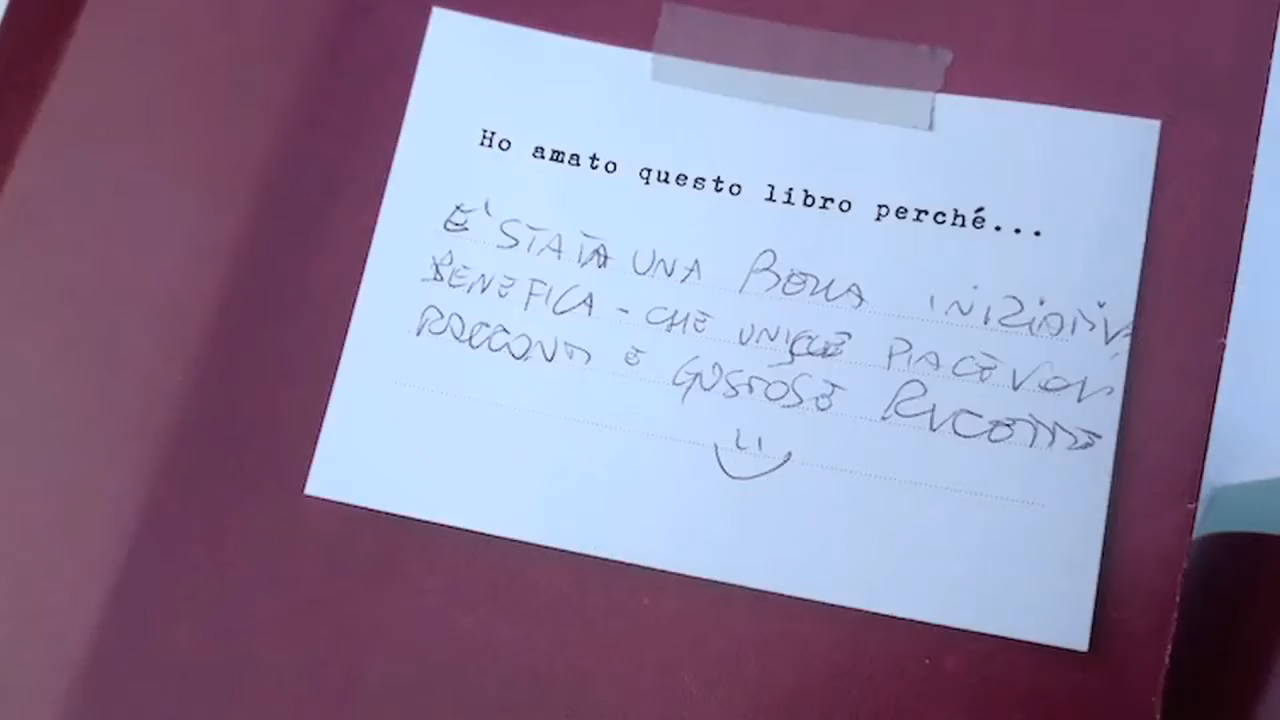 Ho amato questo libro perché...
E' STATA UNA BELLA INIZIATIVA
BENEFICA - CHE UNISCE PIACEVOLI
RACCONTI E GUSTOSE RICETTE